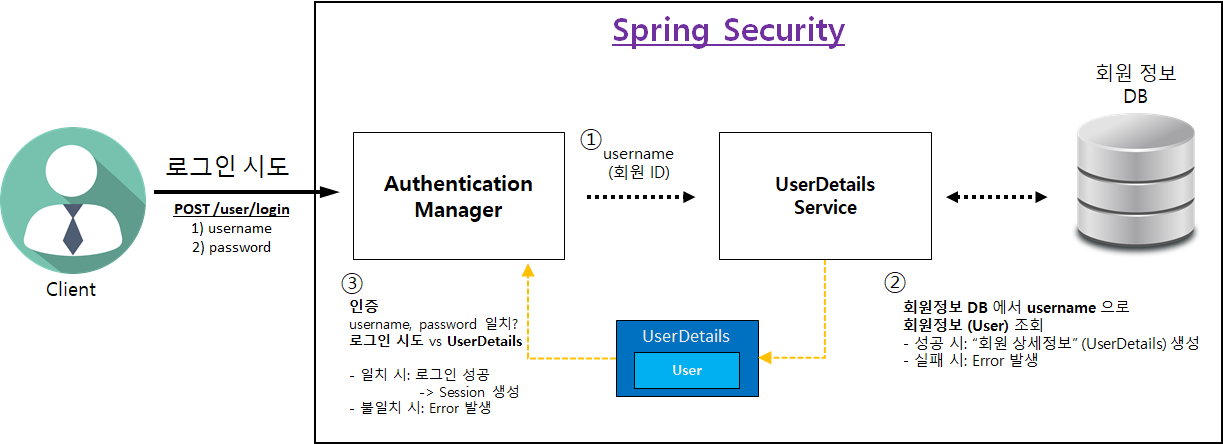 Spring Security
회원 정보
DB
로그인 시도
POST /user/login
1) username
2) password
Client
Authentication
Manager
①
username
(회원 ID)
UserDetails
Service
③
인증
username, password 일치?
로그인 시도 vs UserDetails
- 일치 시: 로그인 성공
-> Session 생성
- 불일치 시: Error 발생
UserDetails
User
②
회원정보 DB 에서 username 으로
회원정보 (User) 조회
- 성공 시: “회원 상세정보” (UserDetails) 생성
- 실패 시: Error 발생